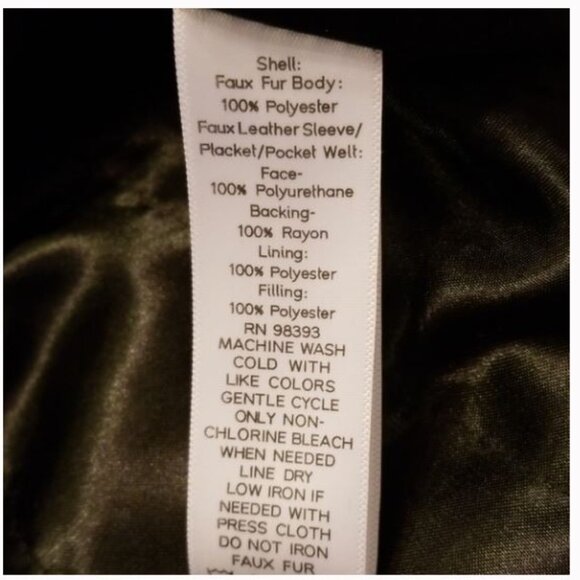 Shell:
Faux Fur Body:
100% Polyester
Faux Leather Sleeve/
Placket/Pocket Welt:
Face-
100% Polyurethane
Backing-
100% Rayon
Lining:
100% Polyester
Filling:
100% Polyester
RN 98393
MACHINE WASH
COLD WITH
LIKE COLORS
GENTLE CYCLE
ONLY NON-
CHLORINE BLEACH
WHEN NEEDED
LINE DRY
LOW IRON IF
NEEDED WITH
PRESS CLOTH
DO NOT IRON
FAUX FUR